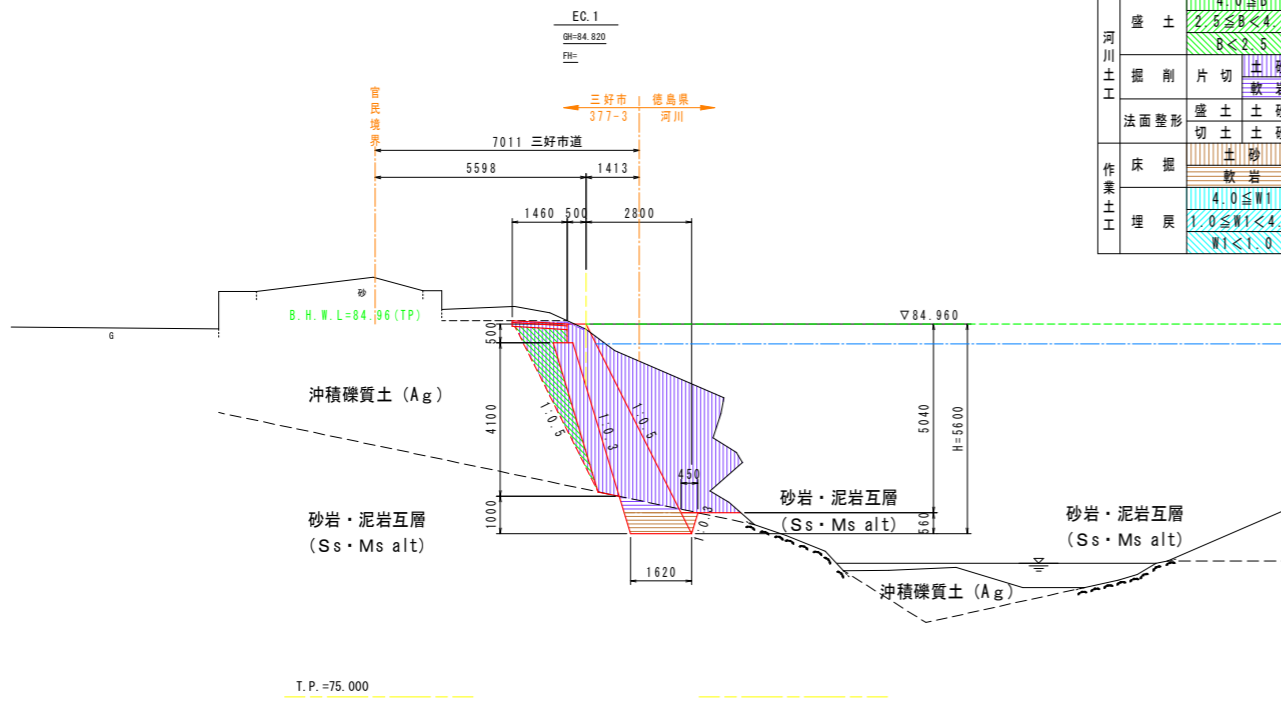 EC.1
GH=84.820
FH=
官民境界
三好市
377-3
徳島県
河川
7011 三好市道
5598
1413
1460
500
2800
砂
B.H.W.L=84.96(TP)
G
▽84.960
500
4100
1000
沖積礫質土(Ag)
1:0.5
1:0.3
1:0.5
450
5040
H=5600
560
砂岩・泥岩互層
(Ss・Ms alt)
砂岩・泥岩互層
(Ss・Ms alt)
砂岩・泥岩互層
(Ss・Ms alt)
1620
沖積礫質土(Ag)
T.P.=75.000
河川土工
盛土
4.0≦B
2.5≦B<4.
B<2.5
掘削
片切
土
軟
法面整形
盛土
土
切土
土
作業土工
床掘
土砂
軟岩
埋戻
4.0≦W1
1.0≦W1<4.
W1<1.0